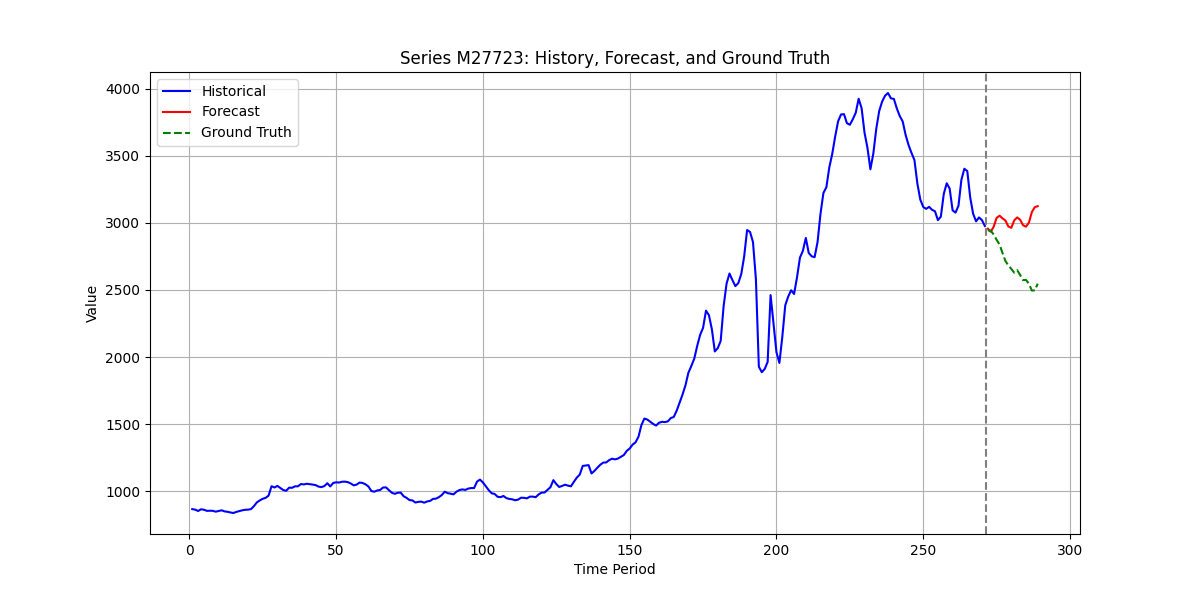 Series M27723: History, Forecast, and Ground Truth
Historical
Forecast
Ground Truth
4000
3500
3000
2500
2000
1500
1000
Value
0
50
100
150
200
250
300
Time Period